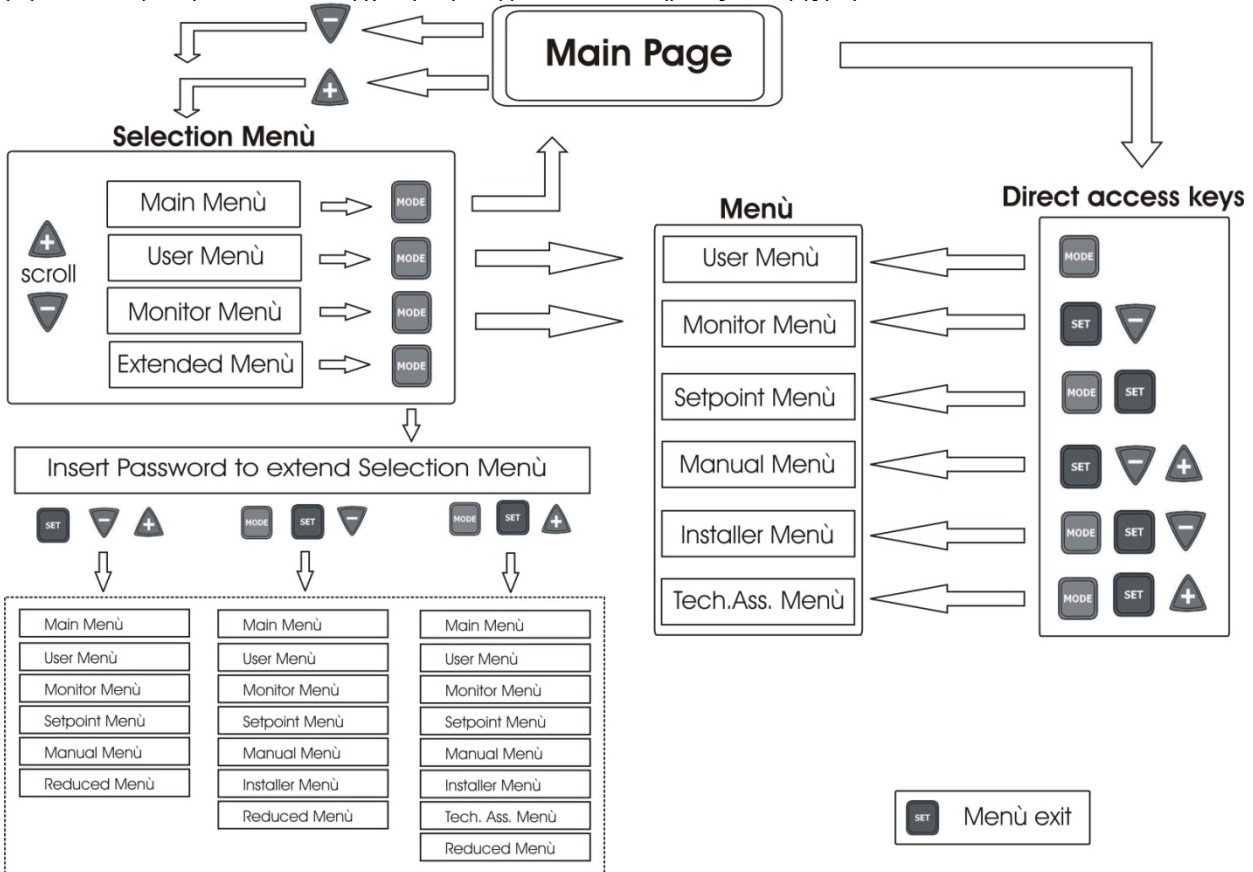 Main Page
Selection Menù
Main Menù
MODE
User Menù
MODE
Monitor Menù
MODE
Extended Menù
MODE
+
scroll
−
Insert Password to extend Selection Menù
SET − +
MODE SET −
MODE SET +
Main Menù
User Menù
Monitor Menù
Setpoint Menù
Manual Menù
Reduced Menù
Main Menù
User Menù
Monitor Menù
Setpoint Menù
Manual Menù
Installer Menù
Reduced Menù
Main Menù
User Menù
Monitor Menù
Setpoint Menù
Manual Menù
Installer Menù
Tech. Ass. Menù
Reduced Menù
Menù
User Menù
Monitor Menù
Setpoint Menù
Manual Menù
Installer Menù
Tech.Ass. Menù
Direct access keys
MODE
SET −
MODE SET
SET − +
MODE SET −
MODE SET +
SET Menù exit